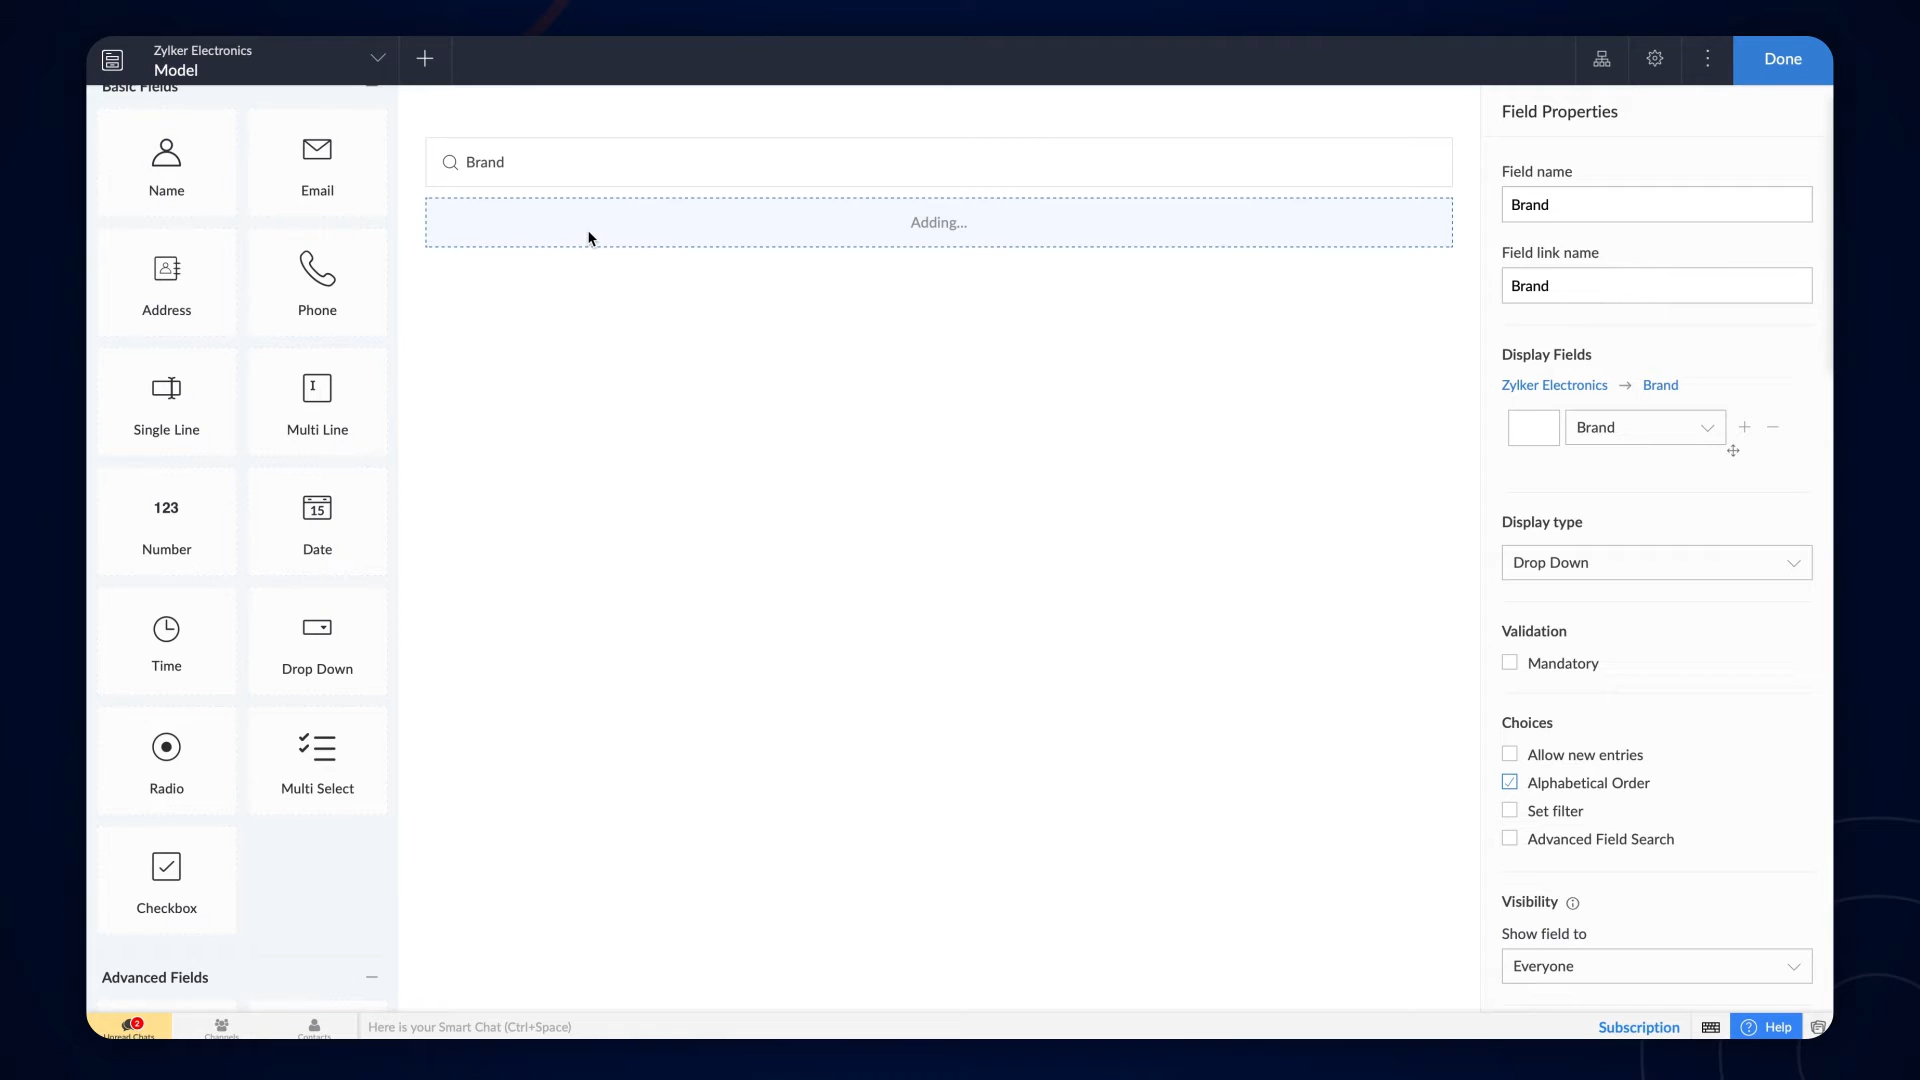 Zylker Electronics
Model
Done
Basic Fields
Name
Email
Address
Phone
Single Line
Multi Line
123
Number
15
Date
Time
Drop Down
Radio
Multi Select
Checkbox
Advanced Fields
Brand
Adding...
Field Properties
Field name
Brand
Field link name
Brand
Display Fields
Zylker Electronics → Brand
Brand
Display type
Drop Down
Validation
Mandatory
Choices
Allow new entries
Alphabetical Order
Set filter
Advanced Field Search
Visibility
Show field to
Everyone
2
Unread Chats
Channels
Contacts
Here is your Smart Chat (Ctrl+Space)
Subscription
Help